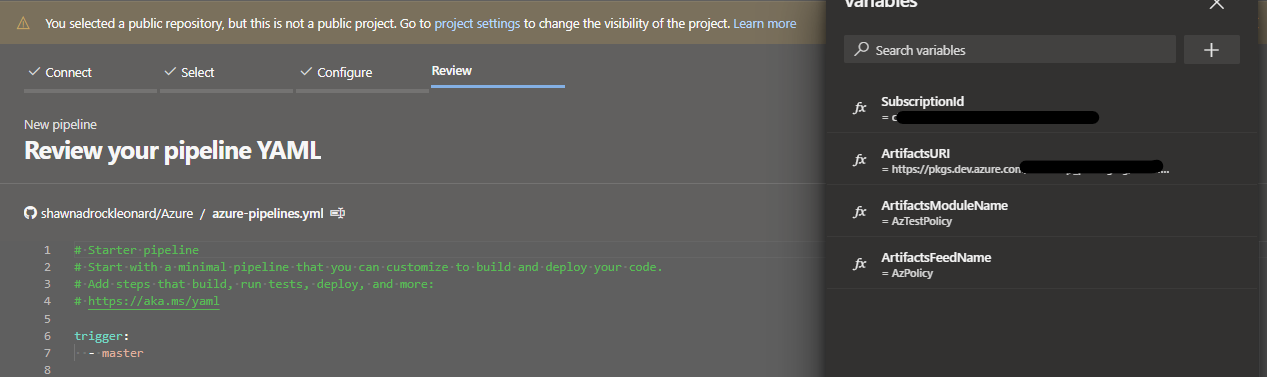 You selected a public repository, but this is not a public project. Go to project settings to change the visibility of the project. Learn more
Connect
Select
Configure
Review
New pipeline
Review your pipeline YAML
shawnadrockleonard/Azure / azure-pipelines.yml
1 # Starter pipeline
2 # Start with a minimal pipeline that you can customize to build and deploy your code.
3 # Add steps that build, run tests, deploy, and more:
4 # https://aka.ms/yaml
5
6 trigger:
7 - master
8
Variables
Search variables
fx SubscriptionId
= c
fx ArtifactsURI
= https://pkgs.dev.azure.com
fx ArtifactsModuleName
= AzTestPolicy
fx ArtifactsFeedName
= AzPolicy